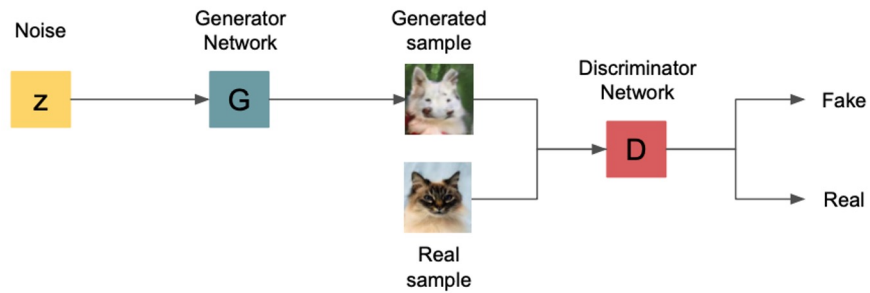 Noise
z
Generator
Network
G
Generated
sample
Real
sample
Discriminator
Network
D
Fake
Real